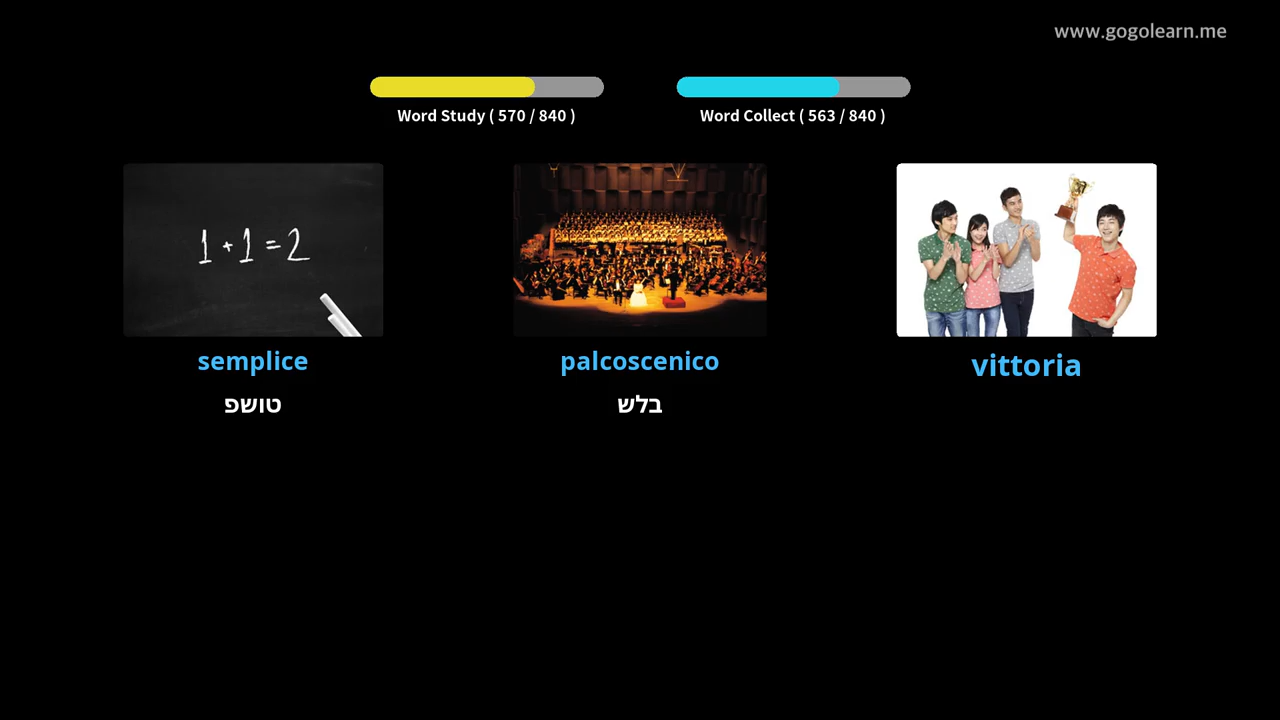 www.gogolearn.me
Word Study ( 570 / 840 )
Word Collect ( 563 / 840 )
1 + 1 = 2
semplice
טושפ
palcoscenico
בלש
vittoria